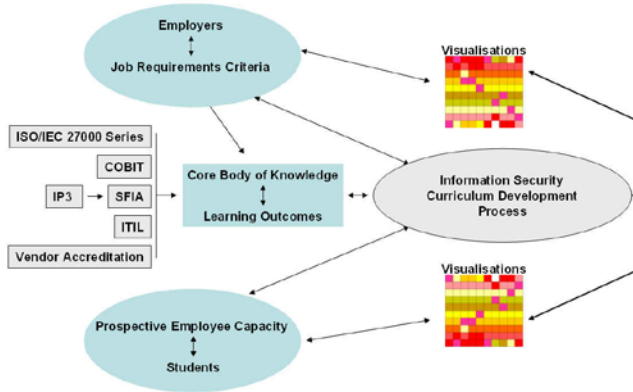 Employers
Job Requirements Criteria
Visualisations
ISO/IEC 27000 Series
COBIT
IP3
SFIA
ITIL
Vendor Accreditation
Core Body of Knowledge
Learning Outcomes
Information Security
Curriculum Development
Process
Visualisations
Prospective Employee Capacity
Students